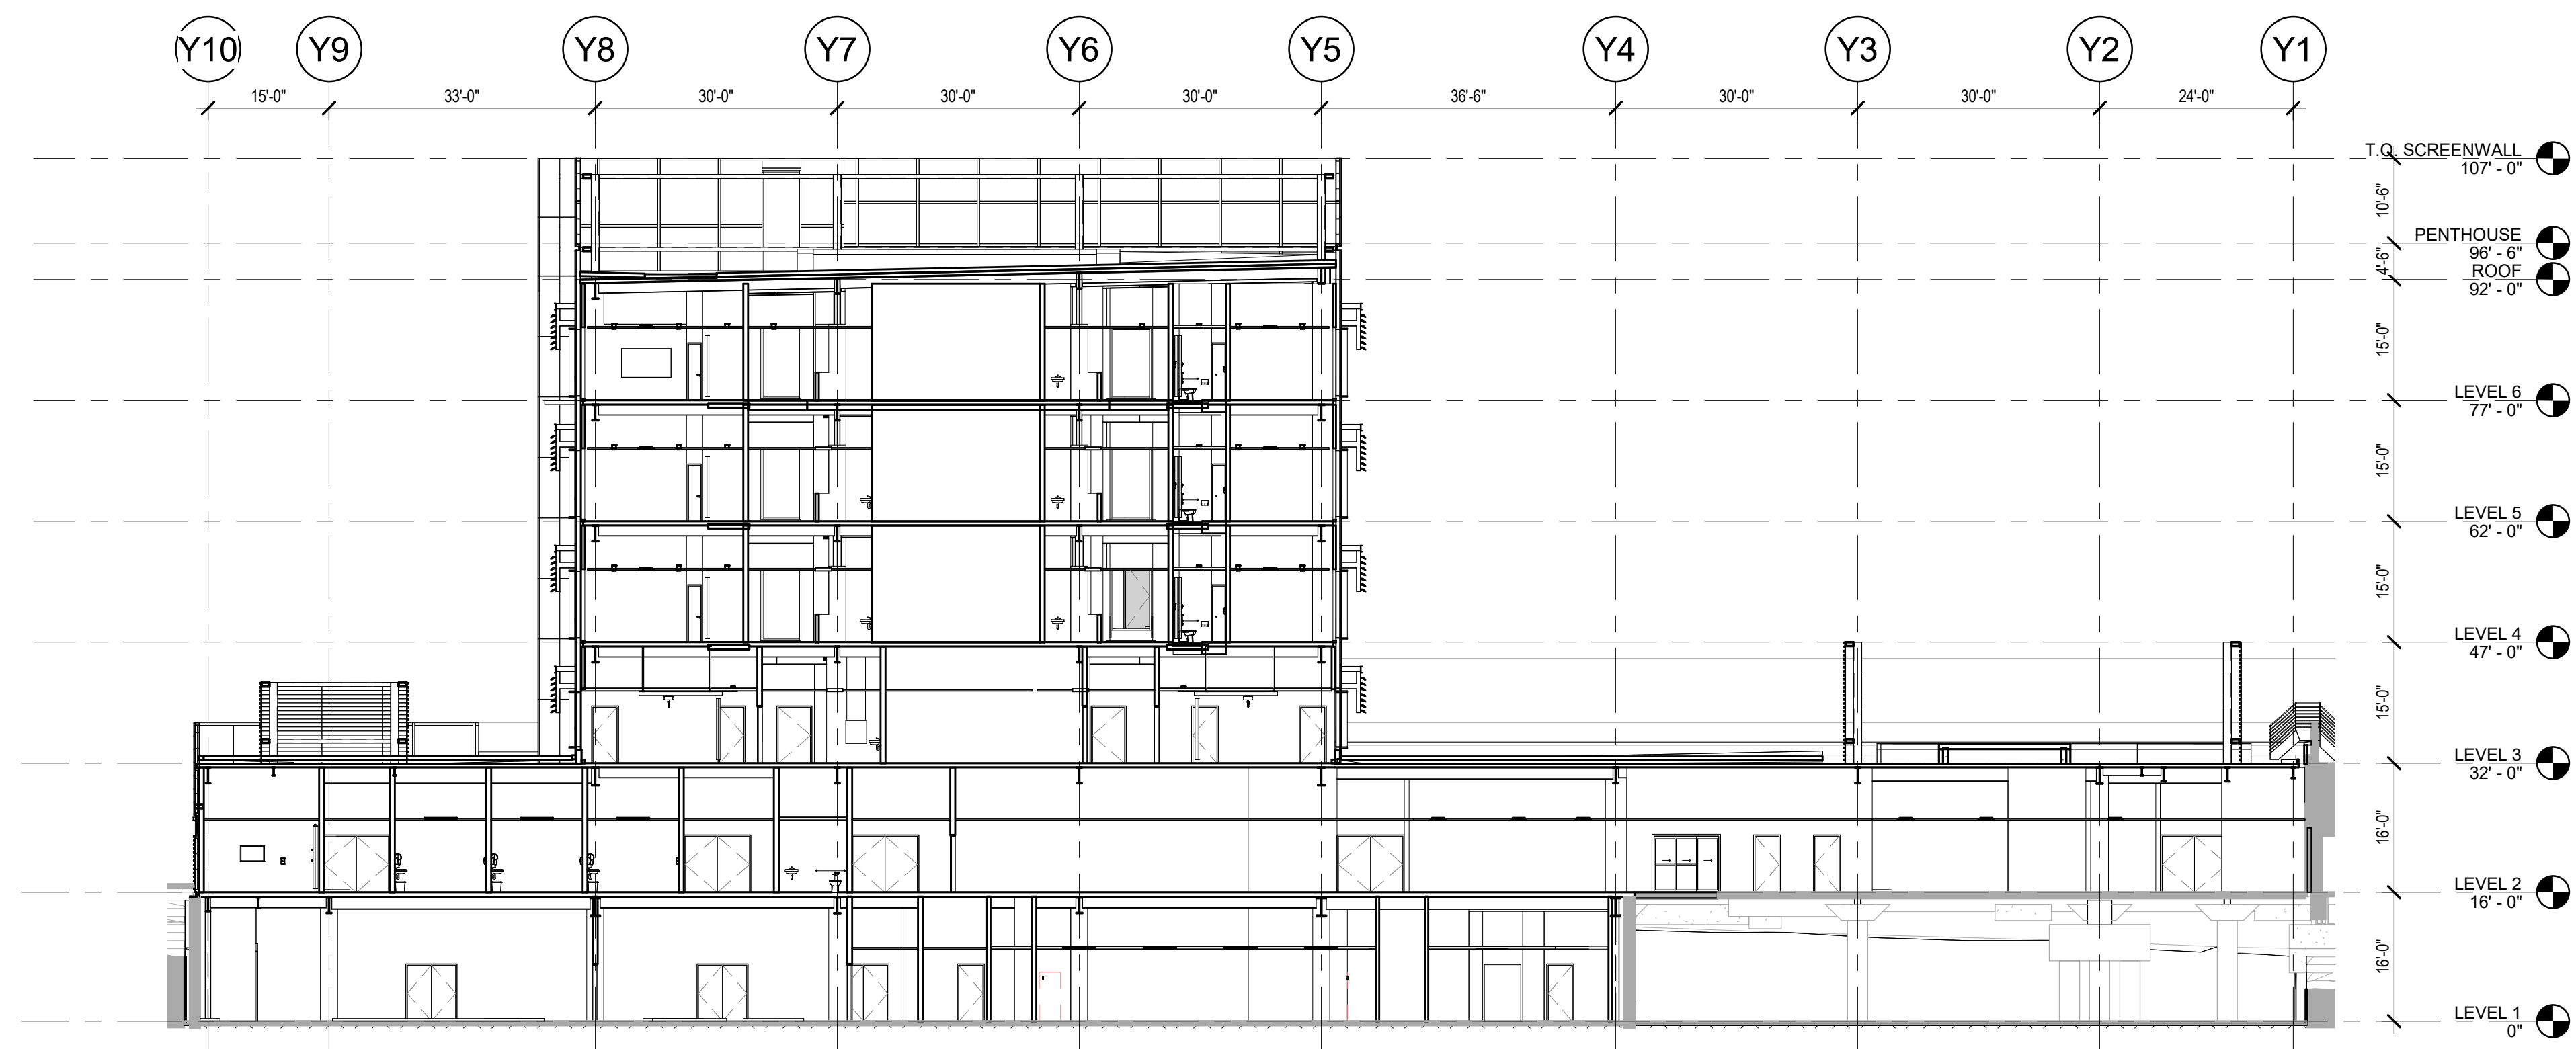 Y10 Y9 Y8 Y7 Y6 Y5 Y4 Y3 Y2 Y1
15'-0" 33'-0" 30'-0" 30'-0" 30'-0" 36'-6" 30'-0" 30'-0" 24'-0"
T.O. SCREENWALL
107' - 0"
10'-6"
PENTHOUSE
96' - 6"
4'-6"
ROOF
92' - 0"
15'-0"
LEVEL 6
77' - 0"
15'-0"
LEVEL 5
62' - 0"
15'-0"
LEVEL 4
47' - 0"
15'-0"
LEVEL 3
32' - 0"
16'-0"
LEVEL 2
16' - 0"
16'-0"
LEVEL 1
0"